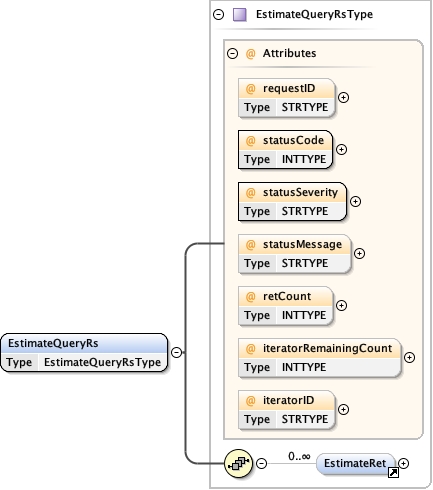 EstimateQueryRsType
@ Attributes
@ requestID
Type STRTYPE
@ statusCode
Type INTTYPE
@ statusSeverity
Type STRTYPE
@ statusMessage
Type STRTYPE
@ retCount
Type INTTYPE
@ iteratorRemainingCount
Type INTTYPE
@ iteratorID
Type STRTYPE
EstimateQueryRs
Type EstimateQueryRsType
0..∞
EstimateRet